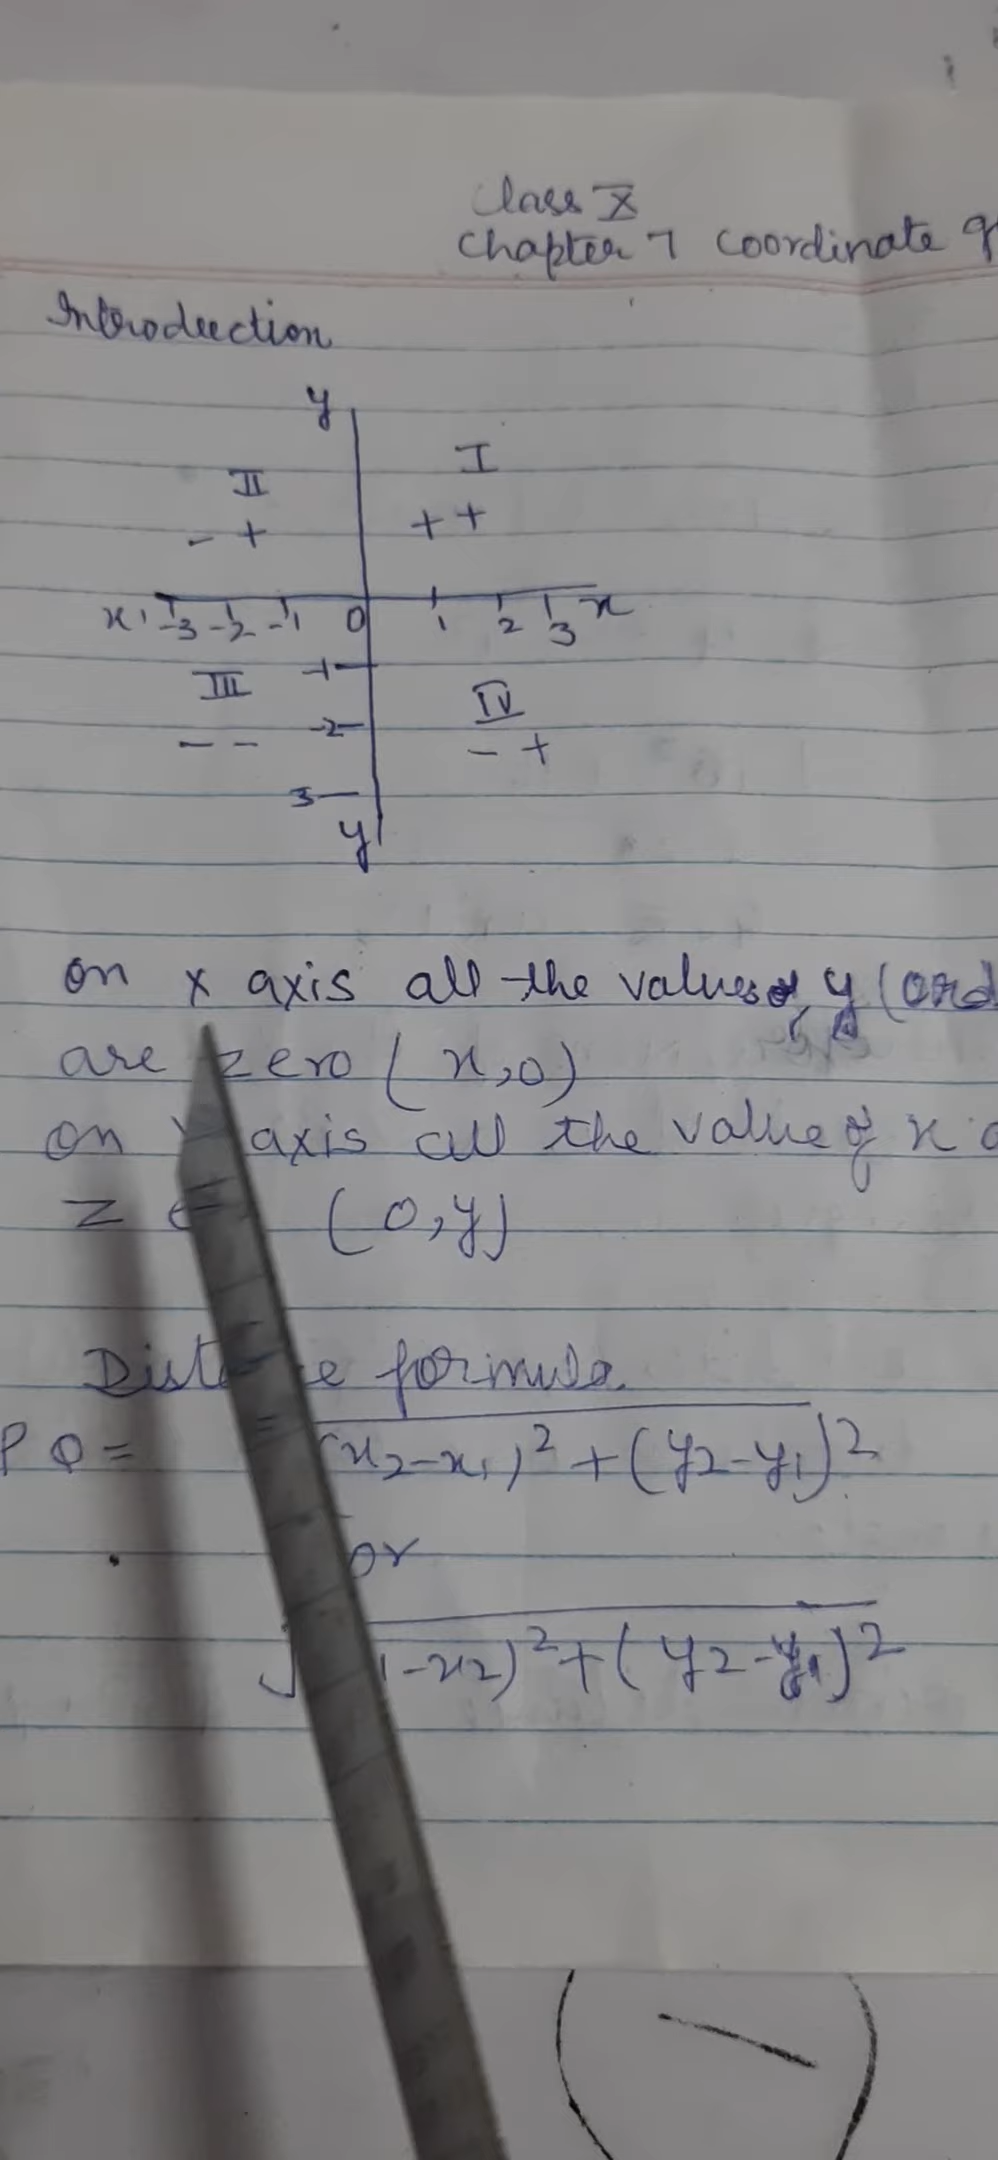 Class X
Chapter 7 coordinate
Introduction
y
II
I
- +
+ +
x' -3 -2 -1 0 1 2 3 x
-1
III
IV
-2
- -
- +
3
y'
on x axis all the values of y (ord
are zero (x,0)
on axis all the value of x
(0,y)
formula
PQ = (x2-x1)² + (y2-y1)²
or
√ 1-x2)² + (y2-y1)²